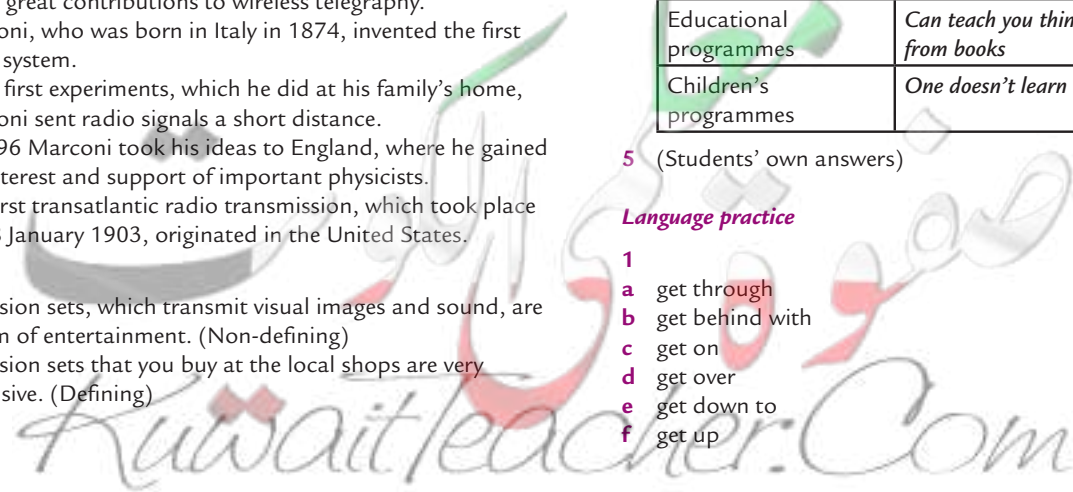 great contributions to wireless telegraphy.
oni, who was born in Italy in 1874, invented the first
system.
first experiments, which he did at his family's home,
oni sent radio signals a short distance.
96 Marconi took his ideas to England, where he gained
terest and support of important physicists.
irst transatlantic radio transmission, which took place
January 1903, originated in the United States.
sion sets, which transmit visual images and sound, are
m of entertainment. (Non-defining)
sion sets that you buy at the local shops are very
sive. (Defining)
Educational
programmes
Can teach you thin
from books
Children's
programmes
One doesn't learn
5 (Students' own answers)
Language practice
1
a get through
b get behind with
c get on
d get over
e get down to
f get up
موقع
الكويت
KuwaitTeacher.Com